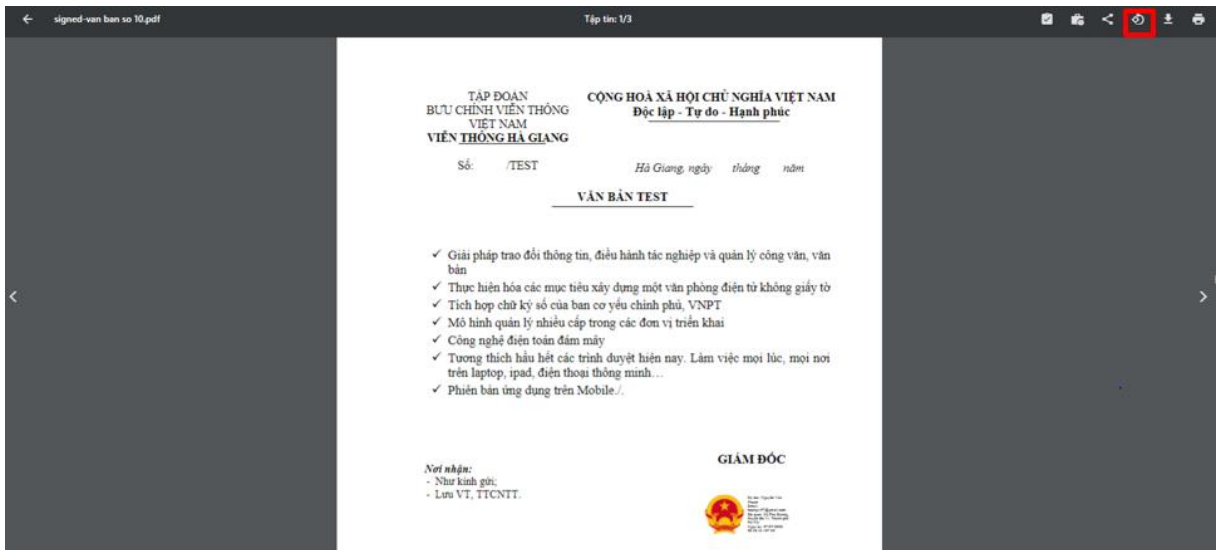 signed-van ban so 10.pdf
Tập tin: 1/3
TẬP ĐOÀN
BƯU CHÍNH VIỄN THÔNG
VIỆT NAM
VIỄN THÔNG HÀ GIANG
CỘNG HOÀ XÃ HỘI CHỦ NGHĨA VIỆT NAM
Độc lập - Tự do - Hạnh phúc
Số: /TEST
Hà Giang, ngày tháng năm
VĂN BẢN TEST
✓ Giải pháp trao đổi thông tin, điều hành tác nghiệp và quản lý công văn, văn
bản
✓ Thực hiện hóa các mục tiêu xây dựng một văn phòng điện tử không giấy tờ
✓ Tích hợp chữ ký số của ban cơ yếu chính phủ, VNPT
✓ Mô hình quản lý nhiều cấp trong các đơn vị triển khai
✓ Công nghệ điện toán đám mây
✓ Tương thích hầu hết các trình duyệt hiện nay. Làm việc mọi lúc, mọi nơi
trên laptop, ipad, điện thoại thông minh…
✓ Phiên bản ứng dụng trên Mobile./.
GIÁM ĐỐC
Nơi nhận:
- Như kính gửi;
- Lưu VT, TTCNTT.